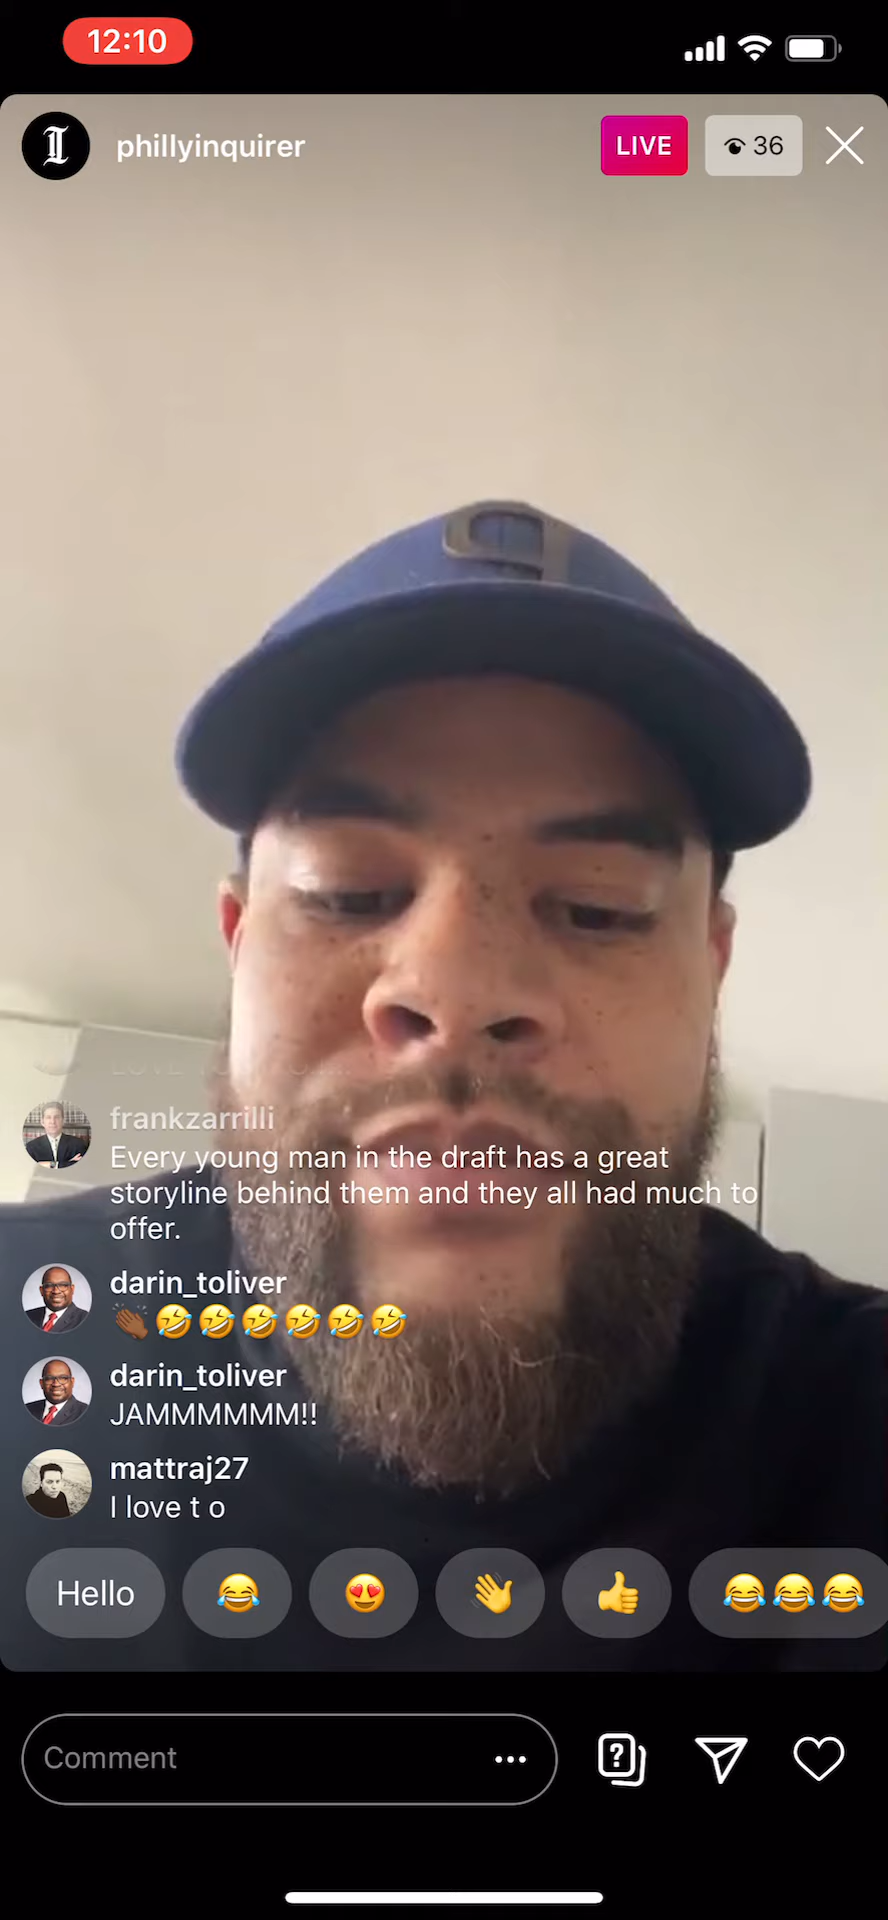 12:10
phillyinquirer
LIVE
36
frankzarrilli
Every young man in the draft has a great
storyline behind them and they all had much to
offer.
darin_toliver
👏🏾🤣🤣🤣🤣🤣🤣
darin_toliver
JAMMMMMM!!
mattraj27
I love t o
Hello
😂
😍
👋
👍
😂😂😂
Comment